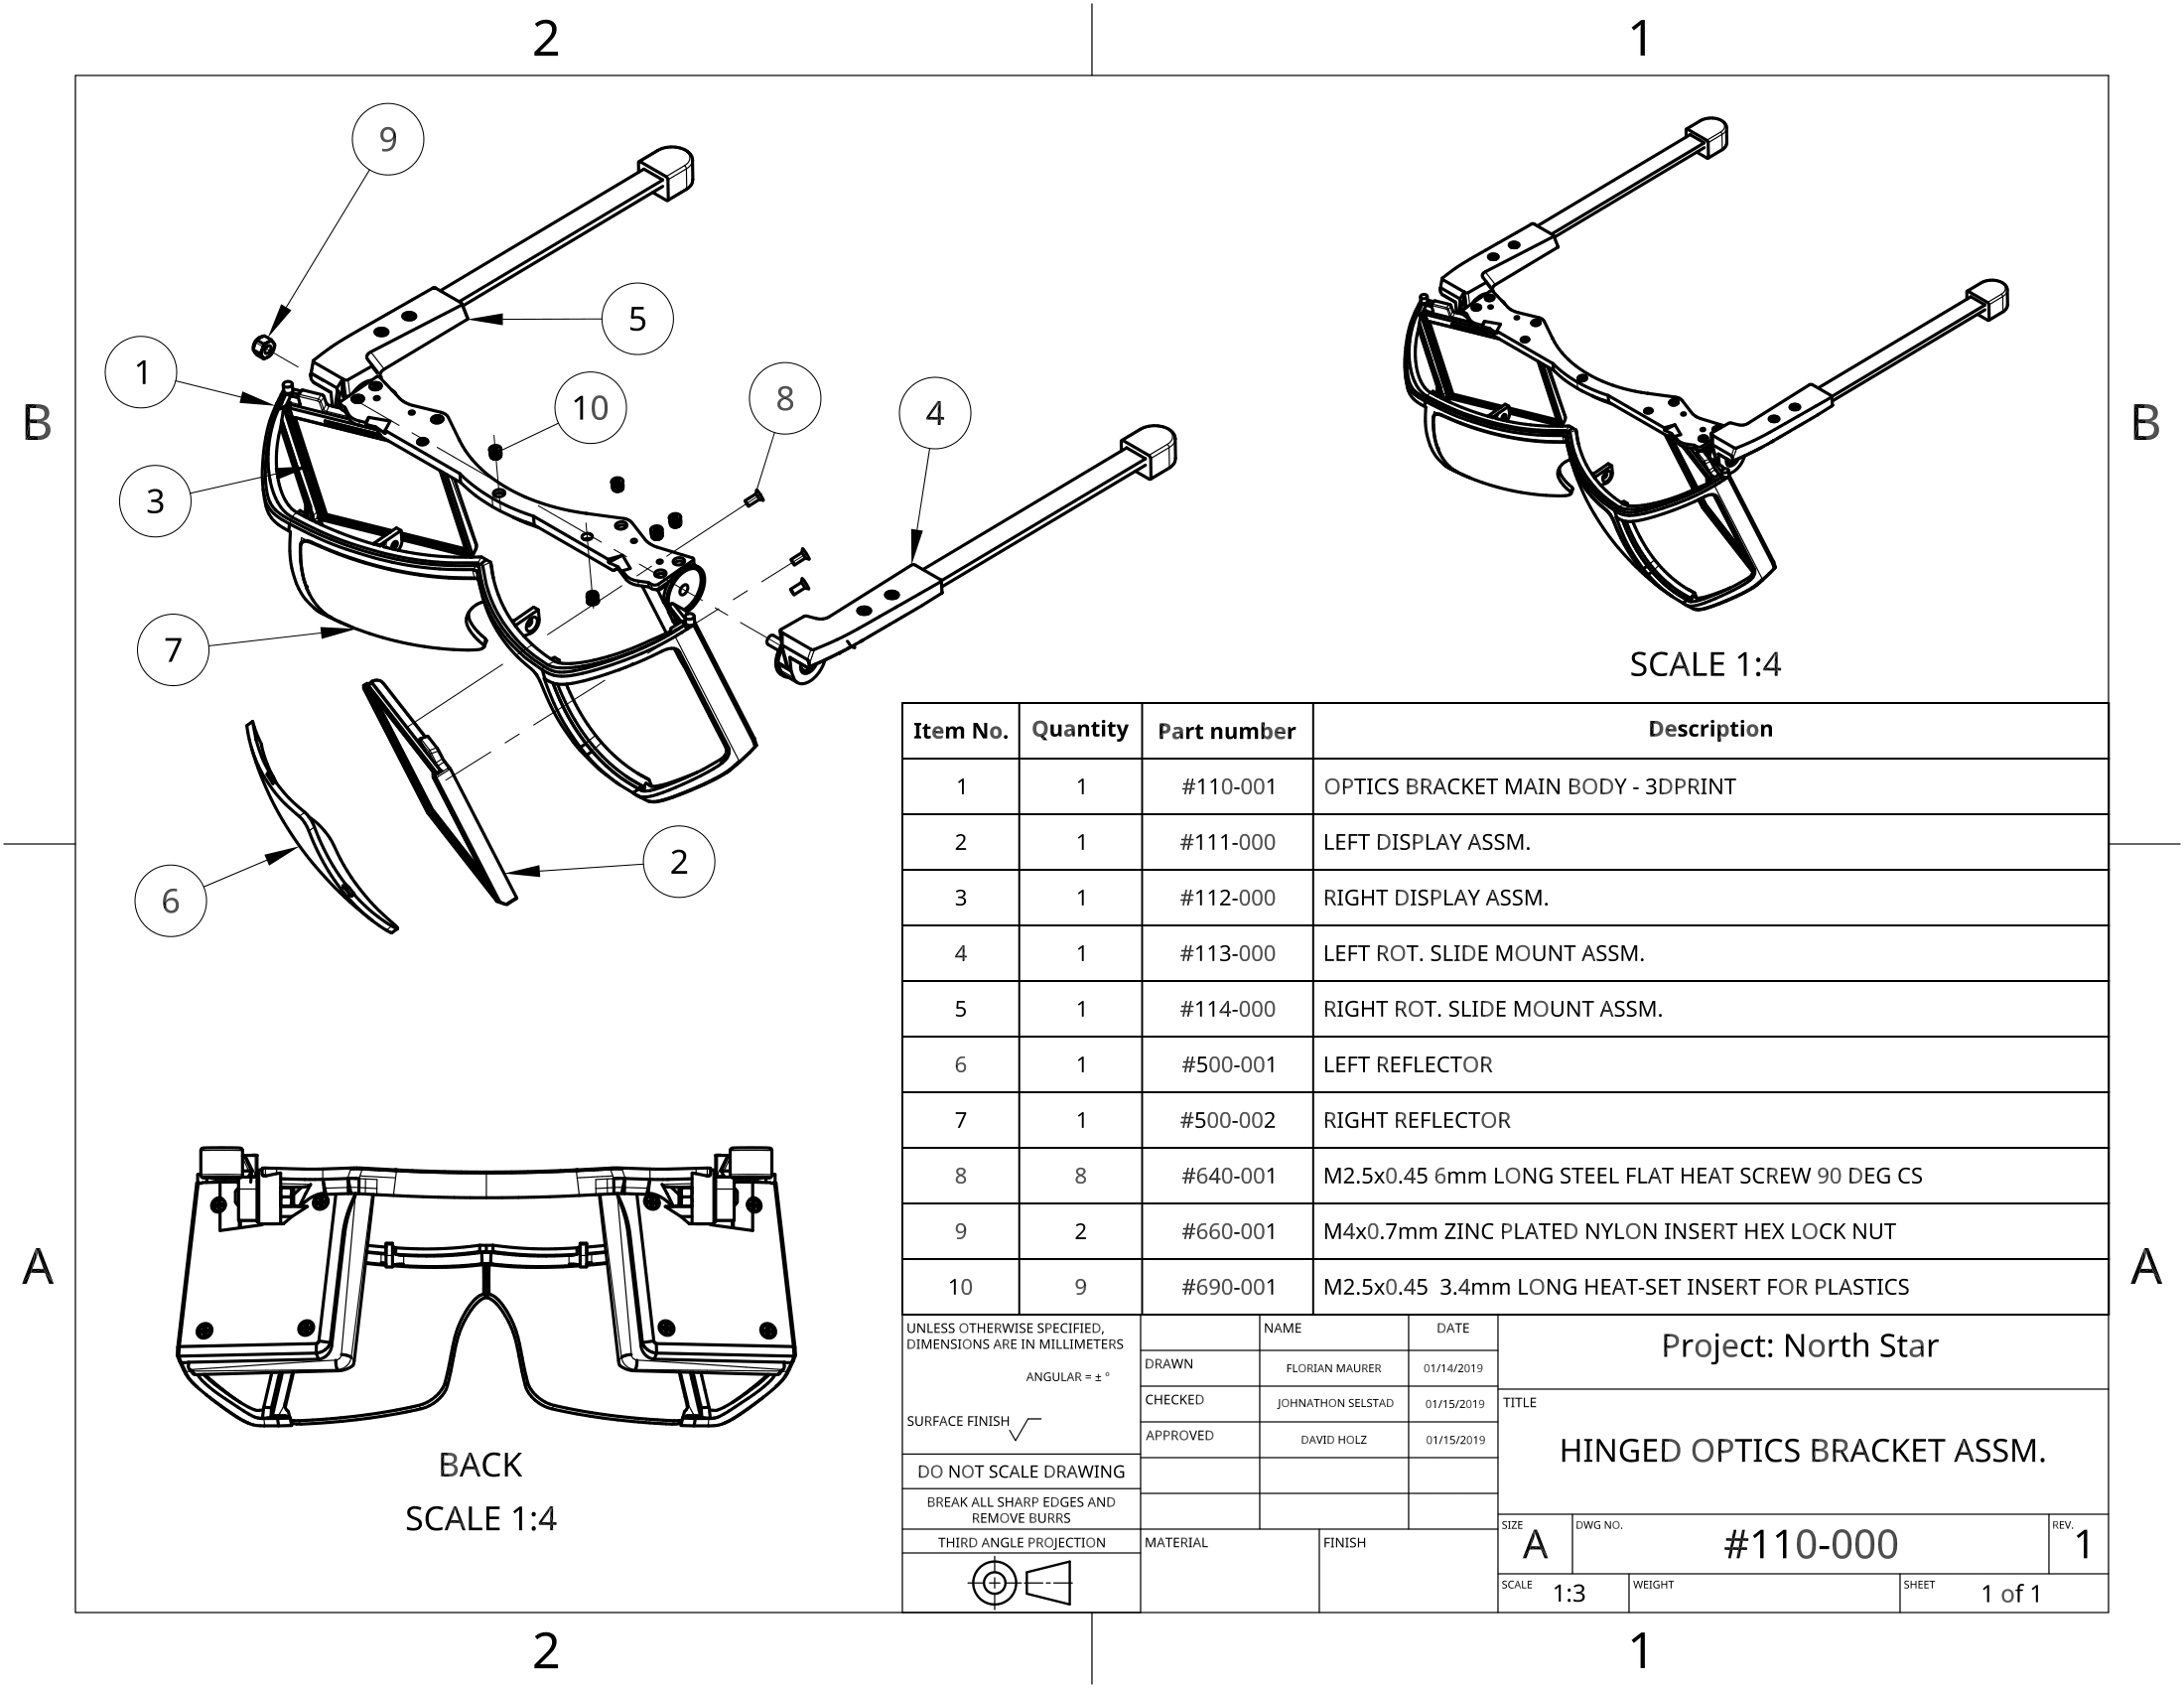 2
1
9
5
1
10
8
4
B
B
3
7
SCALE 1:4
6
2
Item No. Quantity Part number Description
1 1 #110-001 OPTICS BRACKET MAIN BODY - 3DPRINT
2 1 #111-000 LEFT DISPLAY ASSM.
3 1 #112-000 RIGHT DISPLAY ASSM.
4 1 #113-000 LEFT ROT. SLIDE MOUNT ASSM.
5 1 #114-000 RIGHT ROT. SLIDE MOUNT ASSM.
6 1 #500-001 LEFT REFLECTOR
7 1 #500-002 RIGHT REFLECTOR
8 8 #640-001 M2.5x0.45 6mm LONG STEEL FLAT HEAT SCREW 90 DEG CS
9 2 #660-001 M4x0.7mm ZINC PLATED NYLON INSERT HEX LOCK NUT
10 9 #690-001 M2.5x0.45 3.4mm LONG HEAT-SET INSERT FOR PLASTICS
A
A
BACK
SCALE 1:4
UNLESS OTHERWISE SPECIFIED,
DIMENSIONS ARE IN MILLIMETERS
ANGULAR = ± °
SURFACE FINISH
DO NOT SCALE DRAWING
BREAK ALL SHARP EDGES AND
REMOVE BURRS
THIRD ANGLE PROJECTION
NAME DATE
DRAWN FLORIAN MAURER 01/14/2019
CHECKED JOHNATHON SELSTAD 01/15/2019
APPROVED DAVID HOLZ 01/15/2019
MATERIAL FINISH
Project: North Star
TITLE
HINGED OPTICS BRACKET ASSM.
SIZE A DWG NO. #110-000 REV. 1
SCALE 1:3 WEIGHT SHEET 1 of 1
2
1